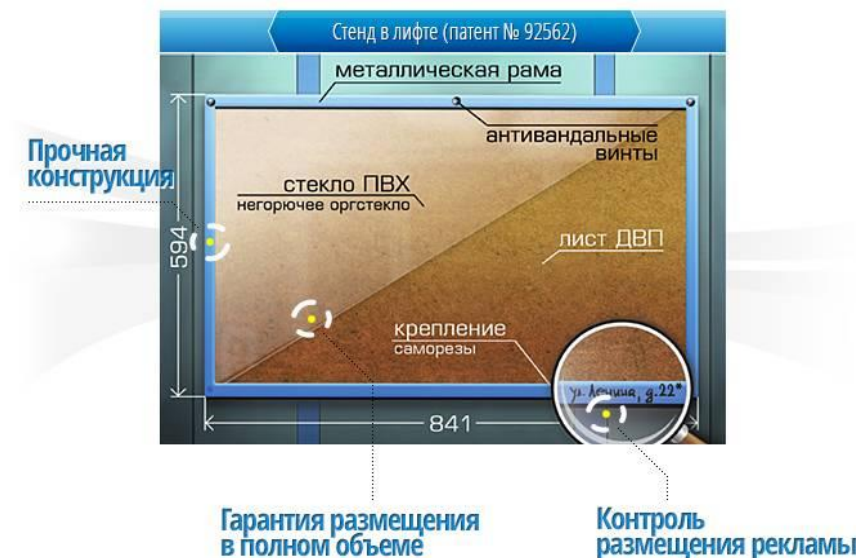 Стенд в лифте (патент № 92562)
металлическая рама
антивандальные
винты
Прочная
конструкция
стекло ПВХ
негорючее оргстекло
лист ДВП
594
крепление
саморезы
ул. Ленина, д.22"
841
Гарантия размещения
в полном объеме
Контроль
размещения рекламы